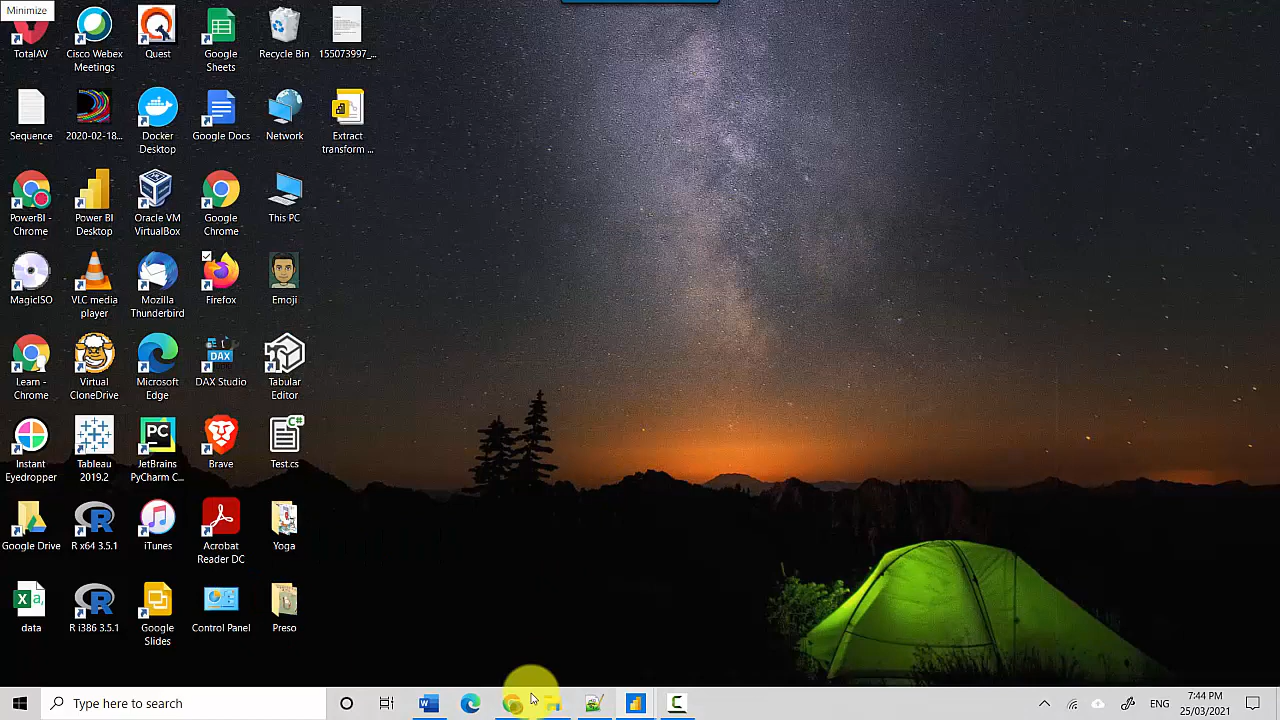 Minimize
TotalAV
Cisco Webex
Meetings
Quest
Google
Sheets
Recycle Bin
155073997_...
Sequence
2020-02-18...
Docker
Desktop
Google Docs
Network
Extract
transform ...
PowerBI -
Chrome
Power BI
Desktop
Oracle VM
VirtualBox
Google
Chrome
This PC
MagicISO
VLC media
player
Mozilla
Thunderbird
Firefox
Emoji
Learn -
Chrome
Virtual
CloneDrive
Microsoft
Edge
DAX
DAX Studio
Tabular
Editor
Instant
Eyedropper
Tableau
2019.2
PC
JetBrains
PyCharm C...
Brave
C#
Test.cs
Google Drive
R x64 3.5.1
iTunes
Acrobat
Reader DC
Yoga
data
R i386 3.5.1
Google
Slides
Control Panel
Preso
Type here to search
ENG
7:44 PM
25/02/2021